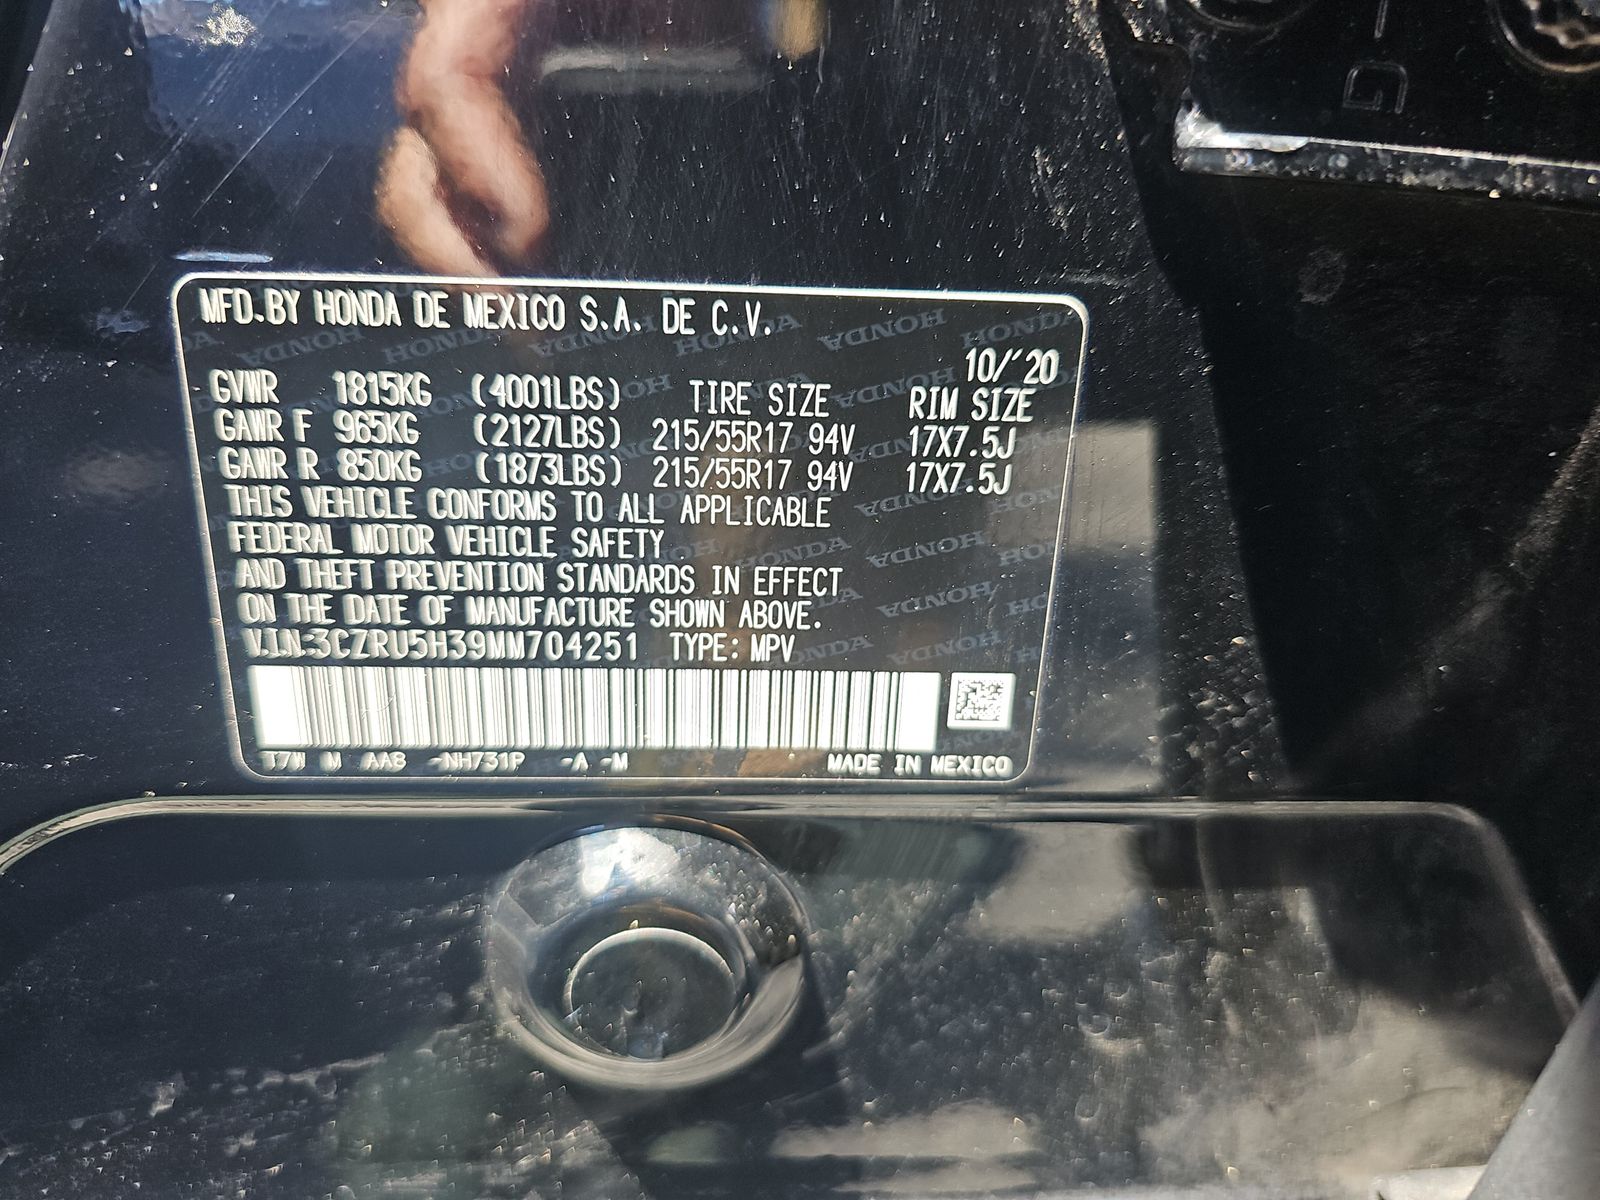 MFD.BY HONDA DE MEXICO S.A. DE C.V.
10/'20
GVWR 1815KG (4001LBS) TIRE SIZE RIM SIZE
GAWR F 965KG (2127LBS) 215/55R17 94V 17X7.5J
GAWR R 850KG (1873LBS) 215/55R17 94V 17X7.5J
THIS VEHICLE CONFORMS TO ALL APPLICABLE
FEDERAL MOTOR VEHICLE SAFETY
AND THEFT PREVENTION STANDARDS IN EFFECT
ON THE DATE OF MANUFACTURE SHOWN ABOVE.
V.I.N:3CZRU5H39MM704251 TYPE: MPV
T7W M AA8 -NH731P -A -M MADE IN MEXICO